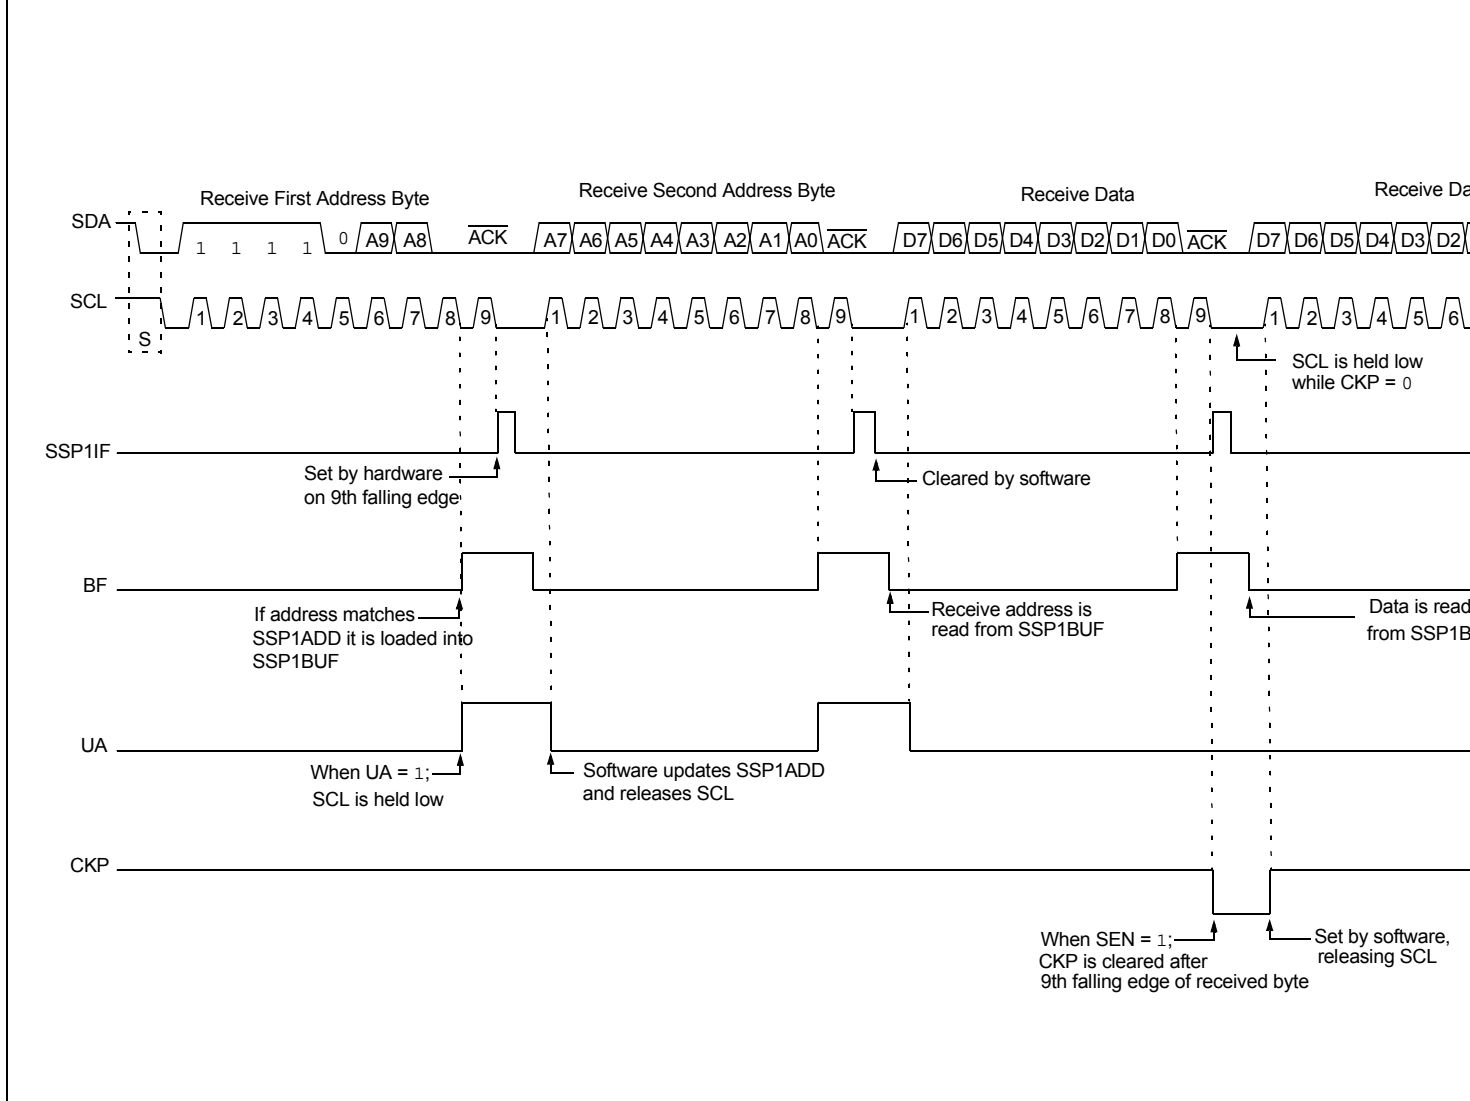 Receive First Address Byte
Receive Second Address Byte
Receive Data
Receive Da
SDA
1 1 1 1 0 A9 A8 ACK A7 A6 A5 A4 A3 A2 A1 A0 ACK D7 D6 D5 D4 D3 D2 D1 D0 ACK D7 D6 D5 D4 D3 D2
SCL
1 2 3 4 5 6 7 8 9 1 2 3 4 5 6 7 8 9 1 2 3 4 5 6 7 8 9 1 2 3 4 5 6
S
SCL is held low
while CKP = 0
SSP1IF
Set by hardware
on 9th falling edge
Cleared by software
BF
If address matches
SSP1ADD it is loaded into
SSP1BUF
Receive address is
read from SSP1BUF
Data is read
from SSP1B
UA
When UA = 1;
SCL is held low
Software updates SSP1ADD
and releases SCL
CKP
When SEN = 1;
CKP is cleared after
9th falling edge of received byte
Set by software,
releasing SCL